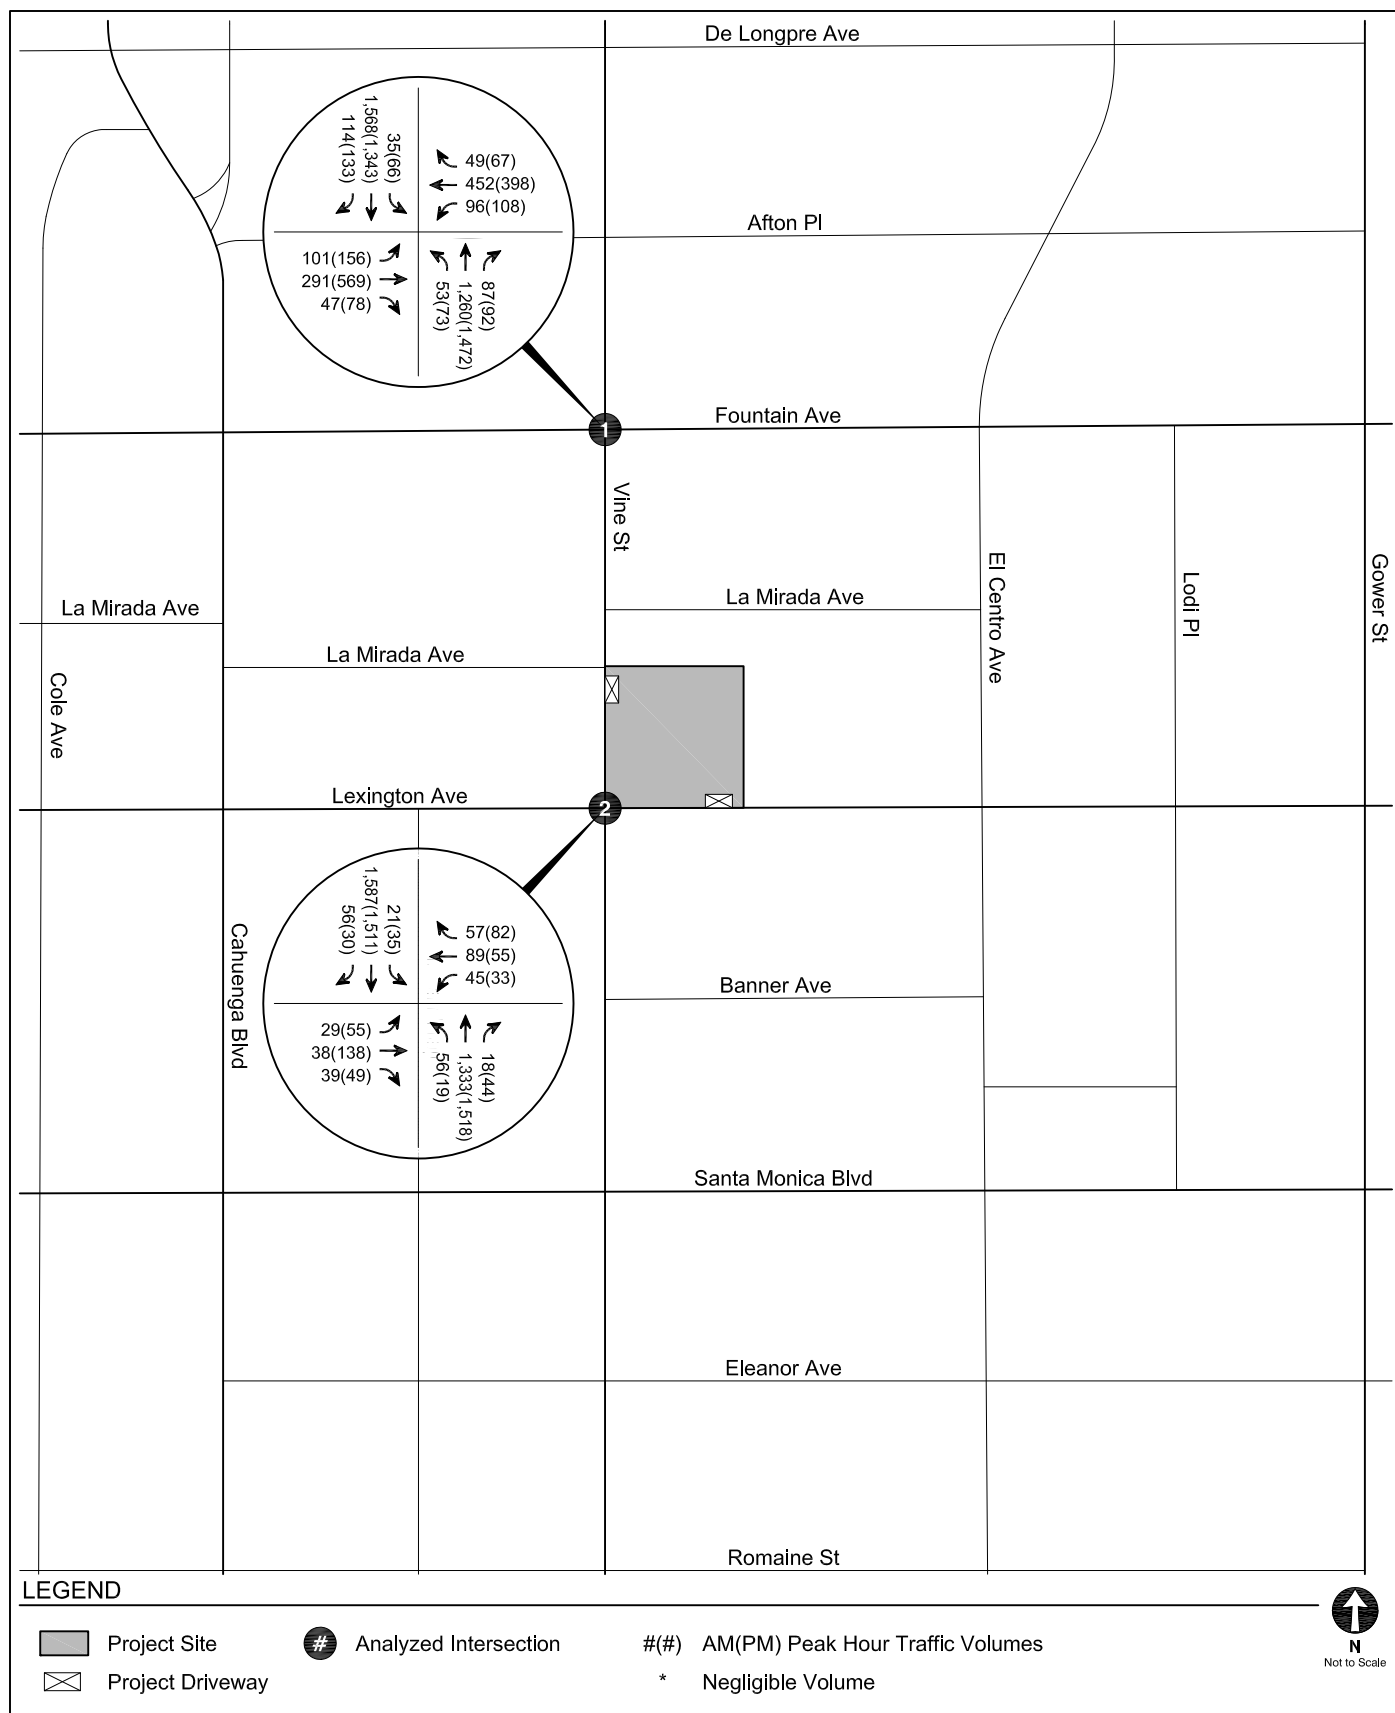 De Longpre Ave
35(66)
1,568(1,343)
114(133)
49(67)
452(398)
96(108)
101(156)
291(569)
47(78)
87(92)
1,260(1,472)
53(73)
Afton Pl
Fountain Ave
1
Vine St
El Centro Ave
Lodi Pl
Gower St
La Mirada Ave
La Mirada Ave
La Mirada Ave
Cole Ave
Lexington Ave
2
21(35)
1,587(1,511)
56(30)
57(82)
89(55)
45(33)
29(55)
38(138)
39(49)
18(44)
1,333(1,518)
56(19)
Cahuenga Blvd
Banner Ave
Santa Monica Blvd
Eleanor Ave
Romaine St
LEGEND
Project Site
# Analyzed Intersection
#(#) AM(PM) Peak Hour Traffic Volumes
Project Driveway
* Negligible Volume
N
Not to Scale